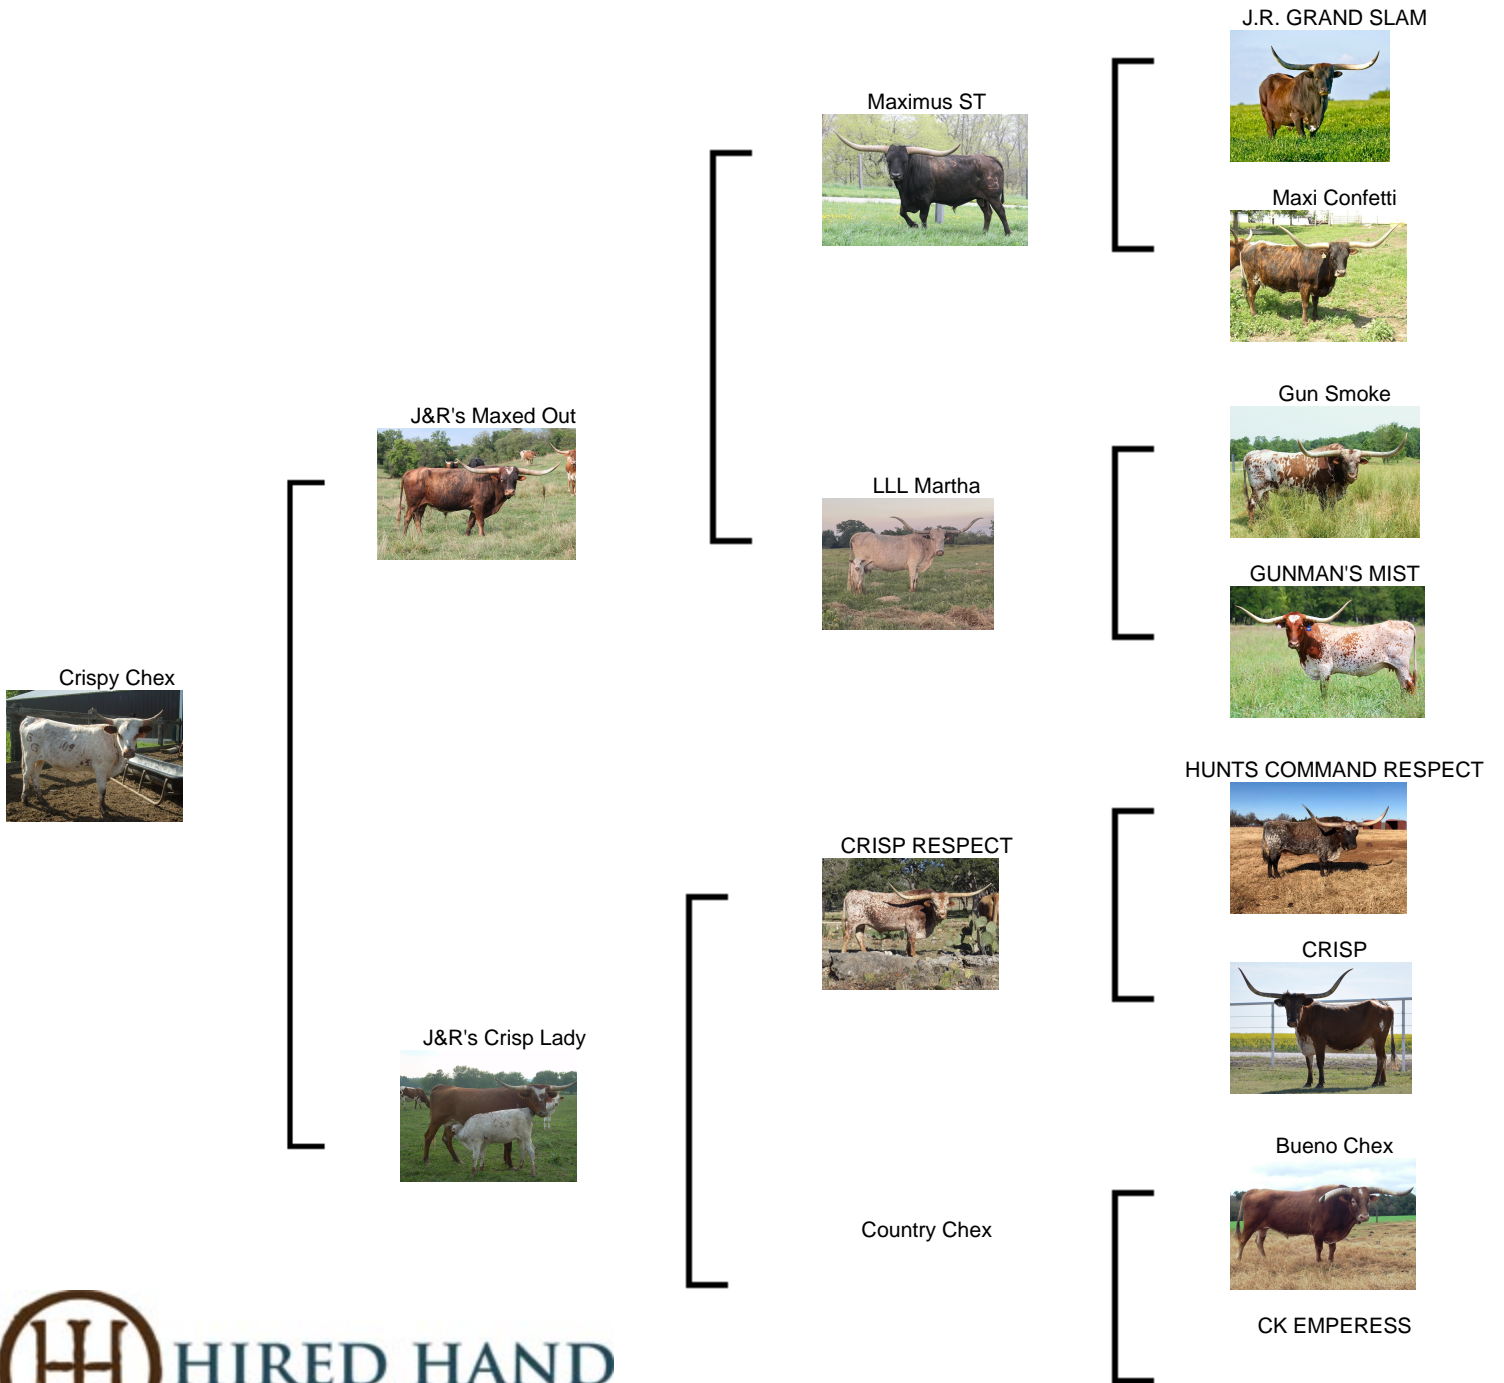 J.R. GRAND SLAM
Maximus ST
Maxi Confetti
Gun Smoke
J&R's Maxed Out
LLL Martha
GUNMAN'S MIST
Crispy Chex
HUNTS COMMAND RESPECT
CRISP RESPECT
CRISP
J&R's Crisp Lady
Bueno Chex
Country Chex
CK EMPERESS
HIRED HAND